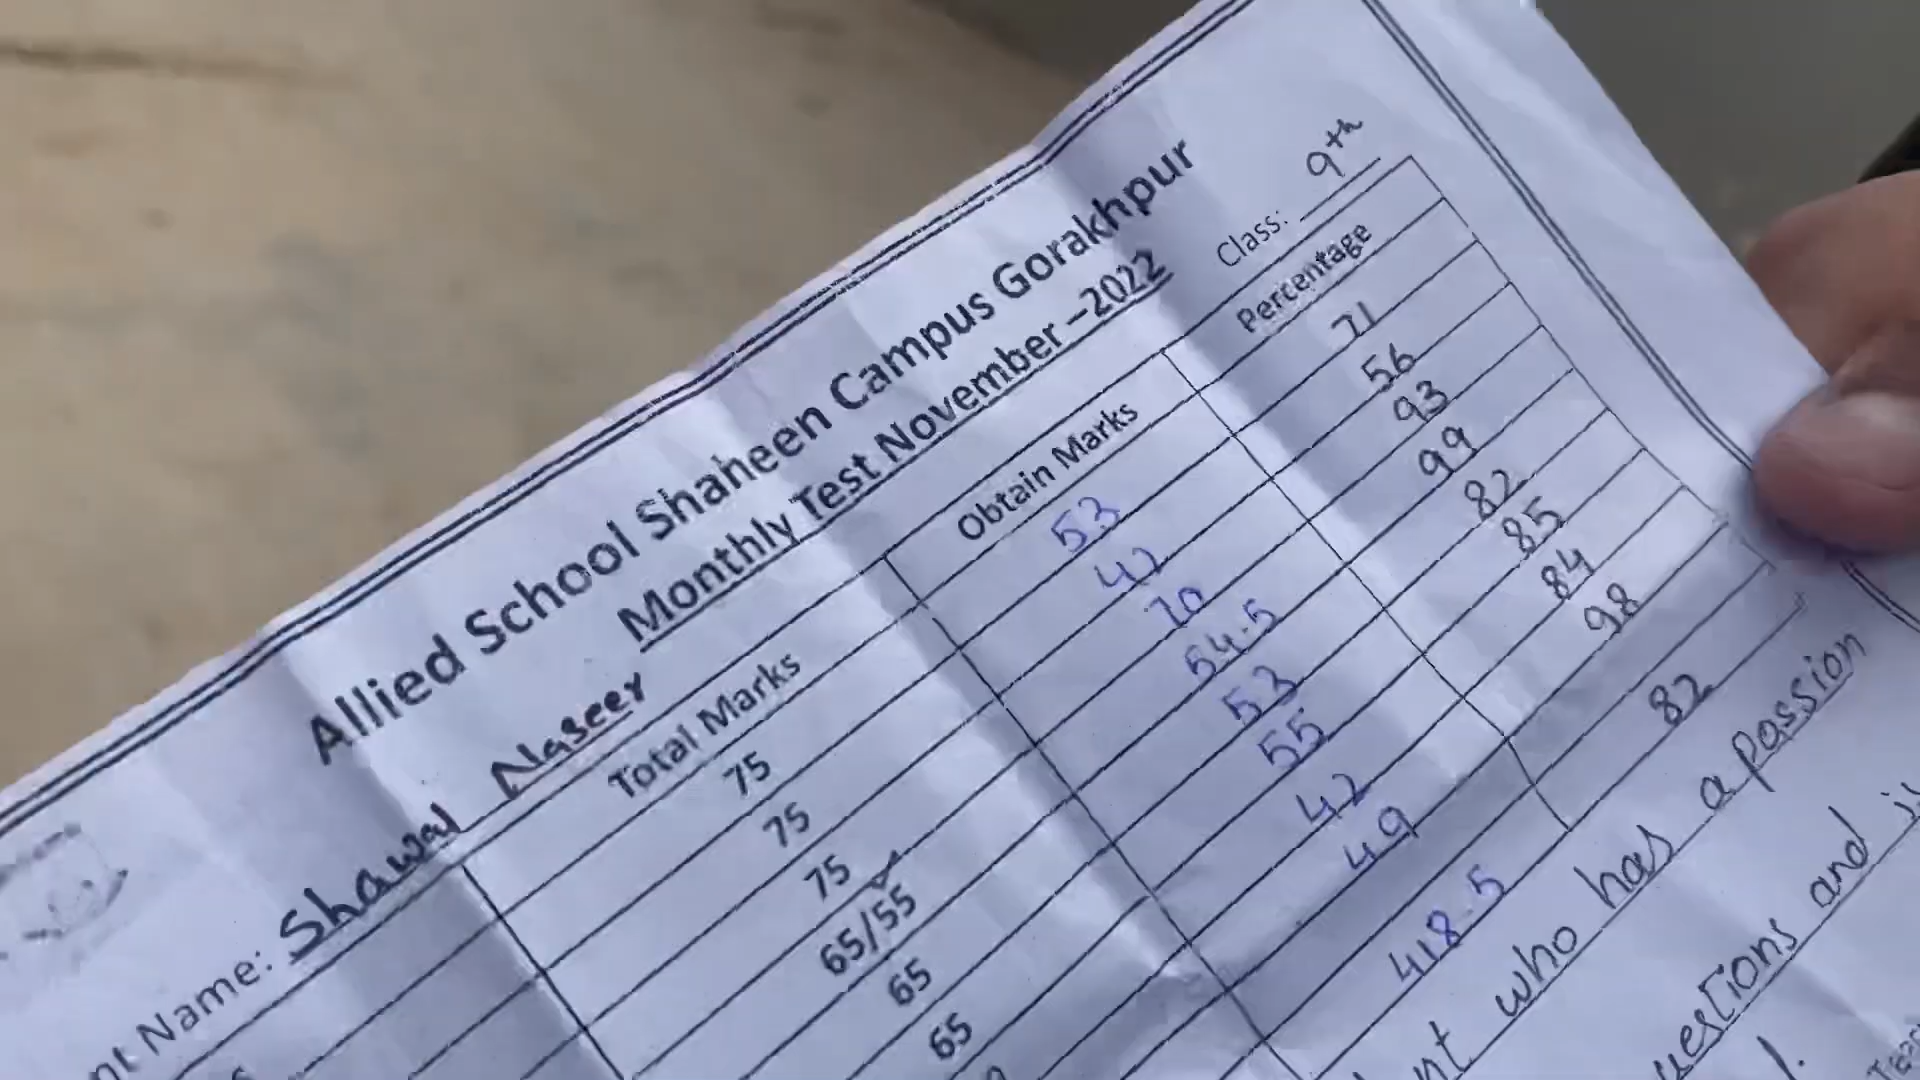 Allied School Shaheen Campus Gorakhpur
Monthly Test November – 2022
Name: Shawal Naseer Class: 9th
Total Marks Obtain Marks Percentage
75 53 71
75 42 56
75 70 93
65/55 54.5 99
65 53 82
65 55 85
42 84
49 98
418.5 82
who has a passion
and